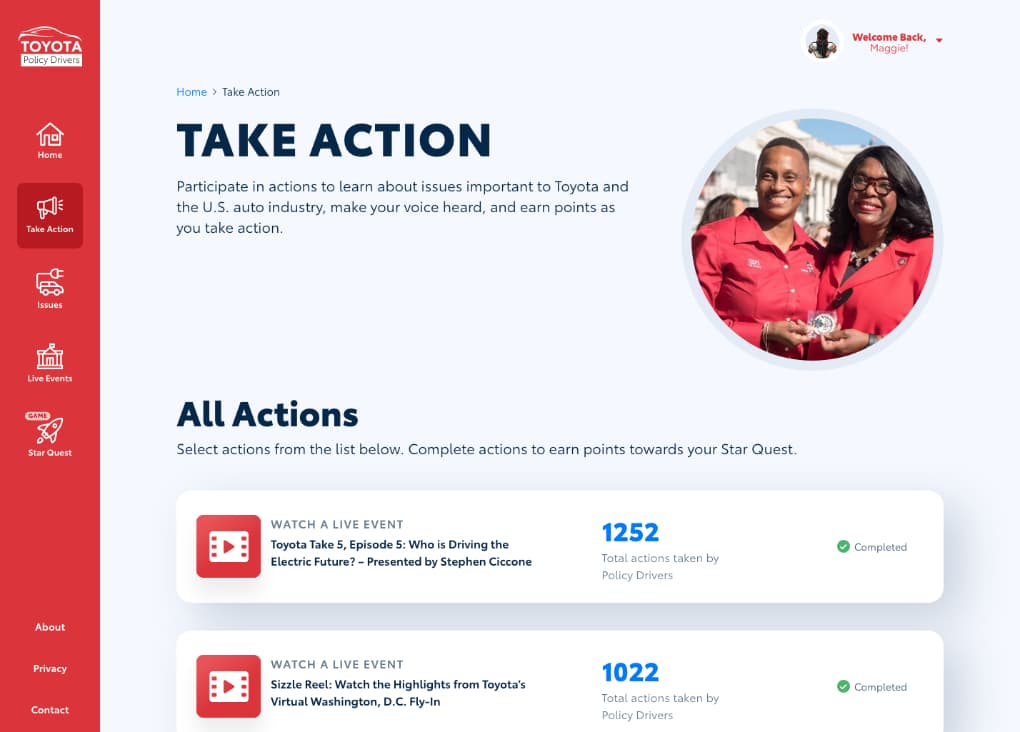 TOYOTA
Policy Drivers
Home
Take Action
Issues
Live Events
GAME
Star Quest
About
Privacy
Contact
Welcome Back,
Maggie!
Home > Take Action
TAKE ACTION
Participate in actions to learn about issues important to Toyota and
the U.S. auto industry, make your voice heard, and earn points as
you take action.
All Actions
Select actions from the list below. Complete actions to earn points towards your Star Quest.
WATCH A LIVE EVENT
Toyota Take 5, Episode 5: Who is Driving the
Electric Future? – Presented by Stephen Ciccone
1252
Total actions taken by
Policy Drivers
Completed
WATCH A LIVE EVENT
Sizzle Reel: Watch the Highlights from Toyota's
Virtual Washington, D.C. Fly-In
1022
Total actions taken by
Policy Drivers
Completed